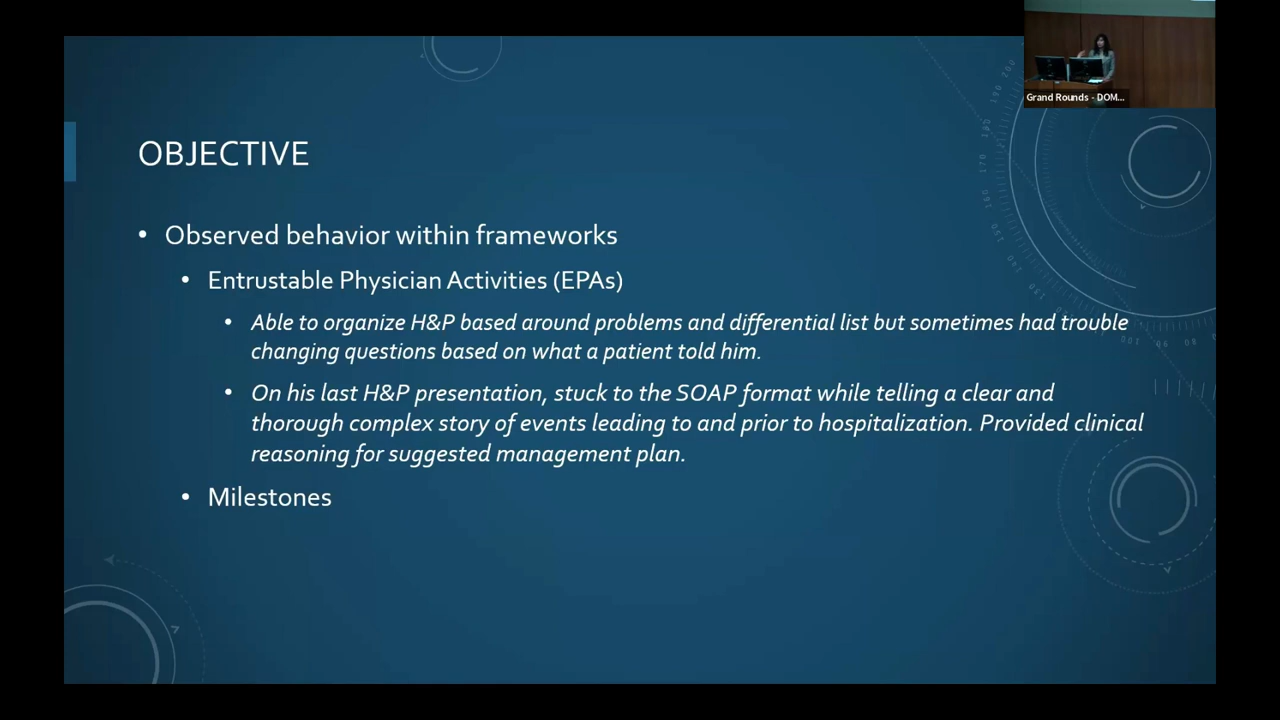 Grand Rounds - DOM...
OBJECTIVE
• Observed behavior within frameworks
• Entrustable Physician Activities (EPAs)
• Able to organize H&P based around problems and differential list but sometimes had trouble
changing questions based on what a patient told him.
• On his last H&P presentation, stuck to the SOAP format while telling a clear and
thorough complex story of events leading to and prior to hospitalization. Provided clinical
reasoning for suggested management plan.
• Milestones